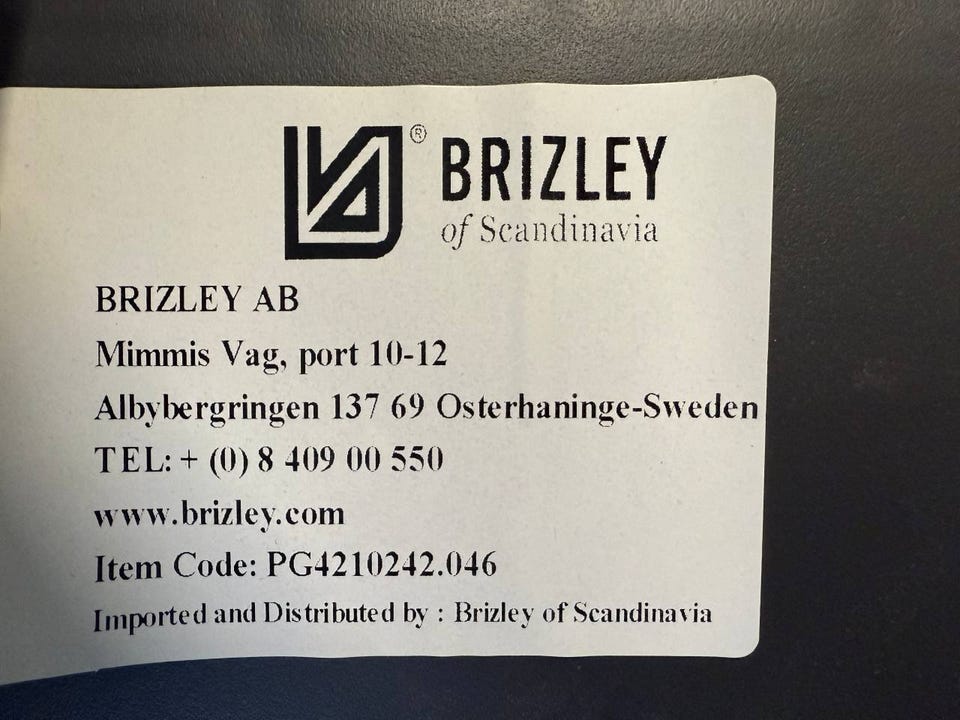 ®
BRIZLEY
of Scandinavia
BRIZLEY AB
Mimmis Vag, port 10-12
Albybergringen 137 69 Osterhaninge-Sweden
TEL: + (0) 8 409 00 550
www.brizley.com
Item Code: PG4210242.046
Imported and Distributed by : Brizley of Scandinavia